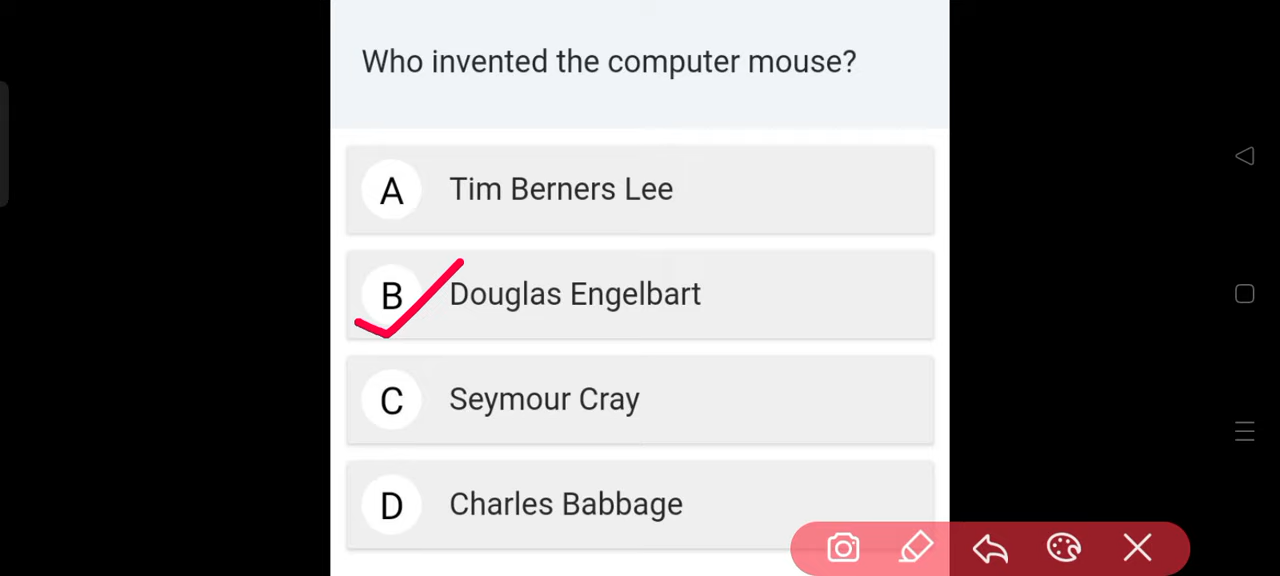 Who invented the computer mouse?
A Tim Berners Lee
B Douglas Engelbart
C Seymour Cray
D Charles Babbage